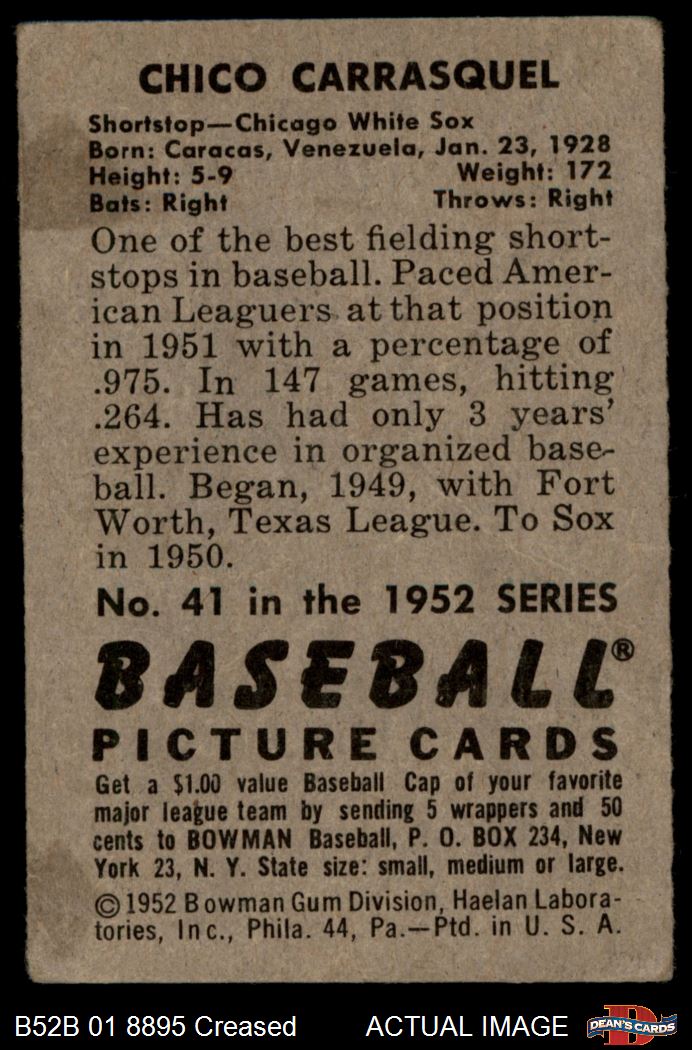 CHICO CARRASQUEL
Shortstop—Chicago White Sox
Born: Caracas, Venezuela, Jan. 23, 1928
Height: 5-9 Weight: 172
Bats: Right Throws: Right
One of the best fielding short-
stops in baseball. Paced Amer-
ican Leaguers at that position
in 1951 with a percentage of
.975. In 147 games, hitting
.264. Has had only 3 years'
experience in organized base-
ball. Began, 1949, with Fort
Worth, Texas League. To Sox
in 1950.
No. 41 in the 1952 SERIES
BASEBALL®
PICTURE CARDS
Get a $1.00 value Baseball Cap of your favorite
major league team by sending 5 wrappers and 50
cents to BOWMAN Baseball, P. O. BOX 234, New
York 23, N. Y. State size: small, medium or large.
©1952 Bowman Gum Division, Haelan Labora-
tories, Inc., Phila. 44, Pa.—Ptd. in U. S. A.
B52B 01 8895 Creased ACTUAL IMAGE DEAN'S CARDS